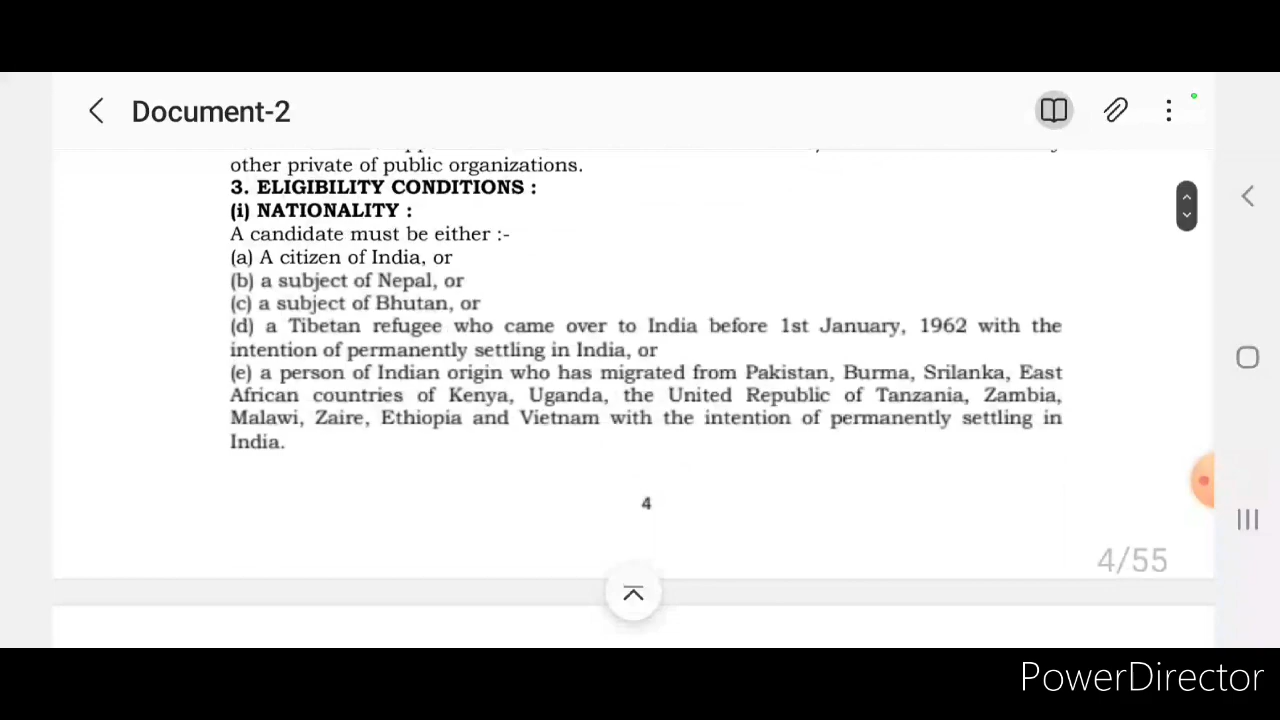 Document-2
other private of public organizations.
3. ELIGIBILITY CONDITIONS :
(i) NATIONALITY :
A candidate must be either :-
(a) A citizen of India, or
(b) a subject of Nepal, or
(c) a subject of Bhutan, or
(d) a Tibetan refugee who came over to India before 1st January, 1962 with the
intention of permanently settling in India, or
(e) a person of Indian origin who has migrated from Pakistan, Burma, Srilanka, East
African countries of Kenya, Uganda, the United Republic of Tanzania, Zambia,
Malawi, Zaire, Ethiopia and Vietnam with the intention of permanently settling in
India.
4
4/55
PowerDirector